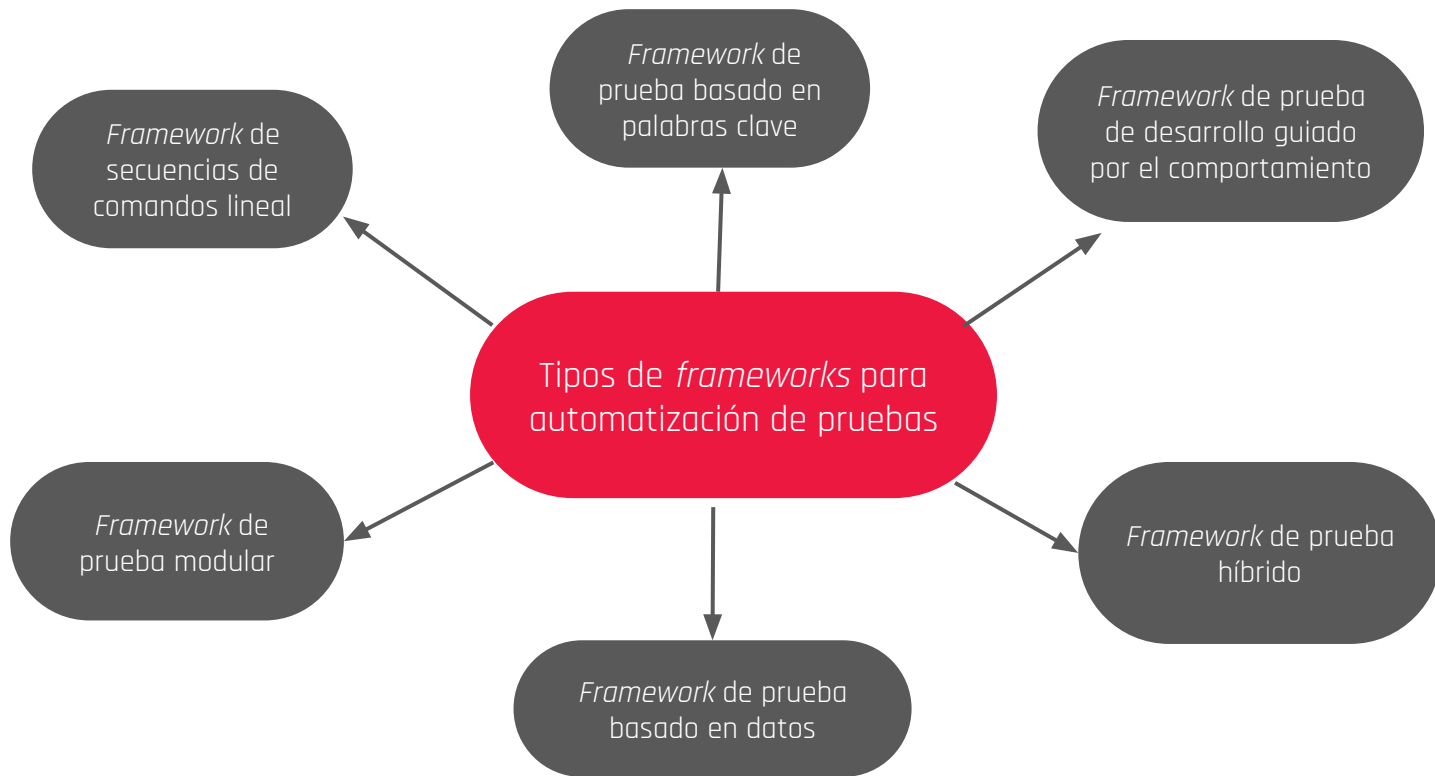 Framework de
prueba basado en
palabras clave
Framework de prueba
de desarrollo guiado
por el comportamiento
Framework de
secuencias de
comandos lineal
Tipos de frameworks para
automatización de pruebas
Framework de
prueba modular
Framework de prueba
híbrido
Framework de prueba
basado en datos